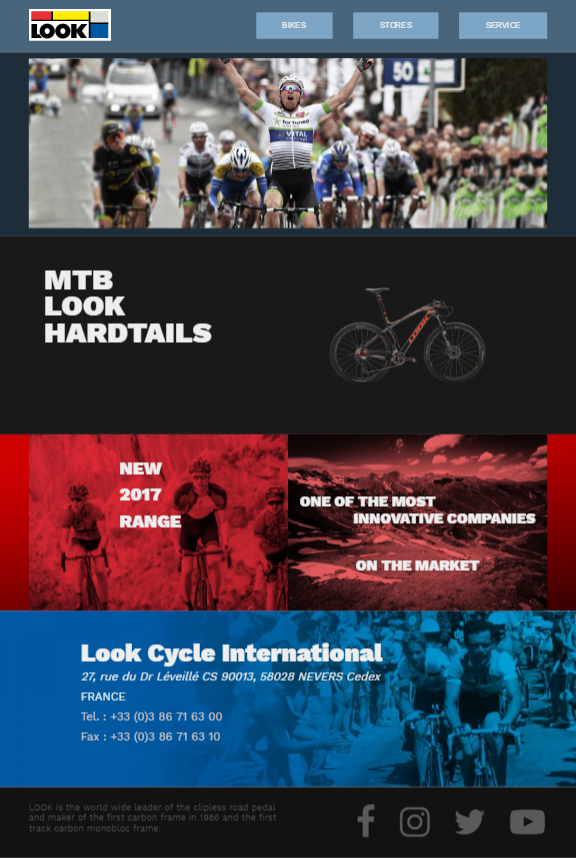 LOOK
BIKES
STORES
SERVICE
50
fortuneo
VITAL
MTB
LOOK
HARDTAILS
LOOK
NEW
2017
RANGE
ONE OF THE MOST
INNOVATIVE COMPANIES
ON THE MARKET
Look Cycle International
27, rue du Dr Léveillé CS 90013, 58028 NEVERS Cedex
FRANCE
Tel. : +33 (0)3 86 71 63 00
Fax : +33 (0)3 86 71 63 10
LOOK is the world wide leader of the clipless road pedal
and maker of the first carbon frame in 1986 and the first
track carbon monobloc frame.